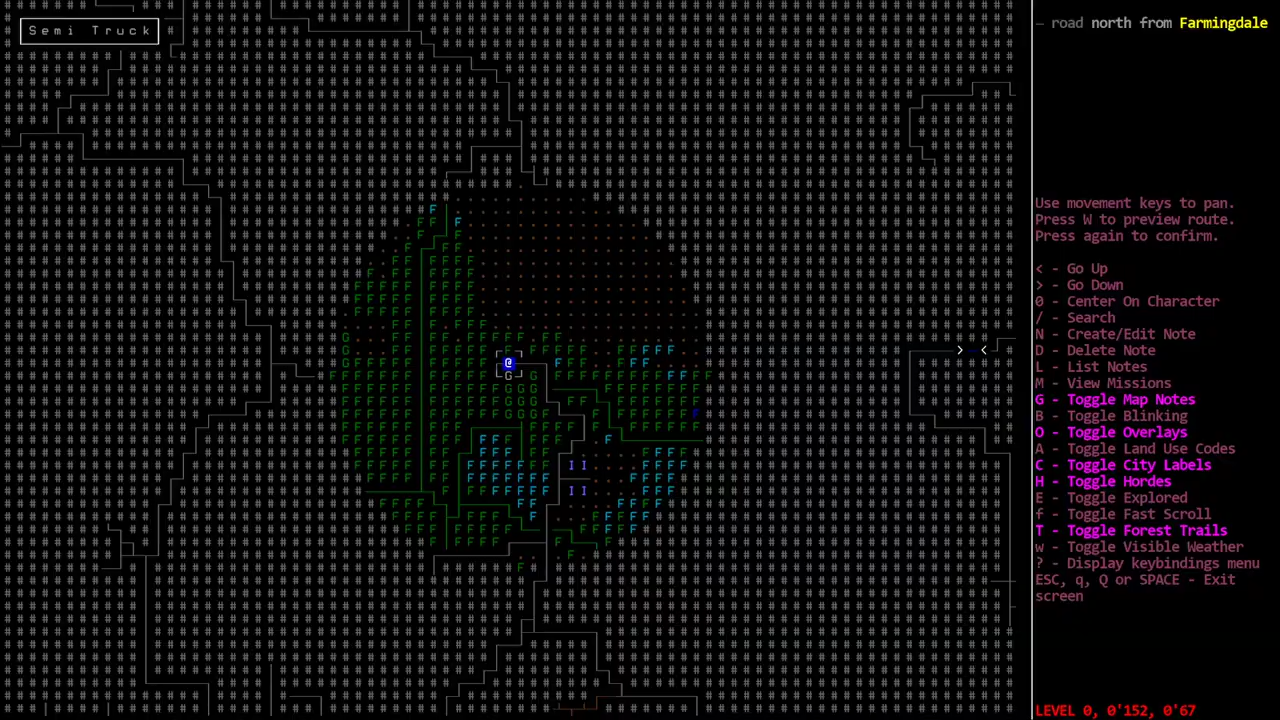 Semi Truck
road north from Farmingdale
Use movement keys to pan.
Press W to preview route.
Press again to confirm.
< - Go Up
> - Go Down
0 - Center On Character
/ - Search
N - Create/Edit Note
D - Delete Note
L - List Notes
M - View Missions
G - Toggle Map Notes
B - Toggle Blinking
O - Toggle Overlays
A - Toggle Land Use Codes
C - Toggle City Labels
H - Toggle Hordes
E - Toggle Explored
f - Toggle Fast Scroll
T - Toggle Forest Trails
w - Toggle Visible Weather
? - Display keybindings menu
ESC, q, Q or SPACE - Exit
screen
LEVEL 0, 0'152, 0'67